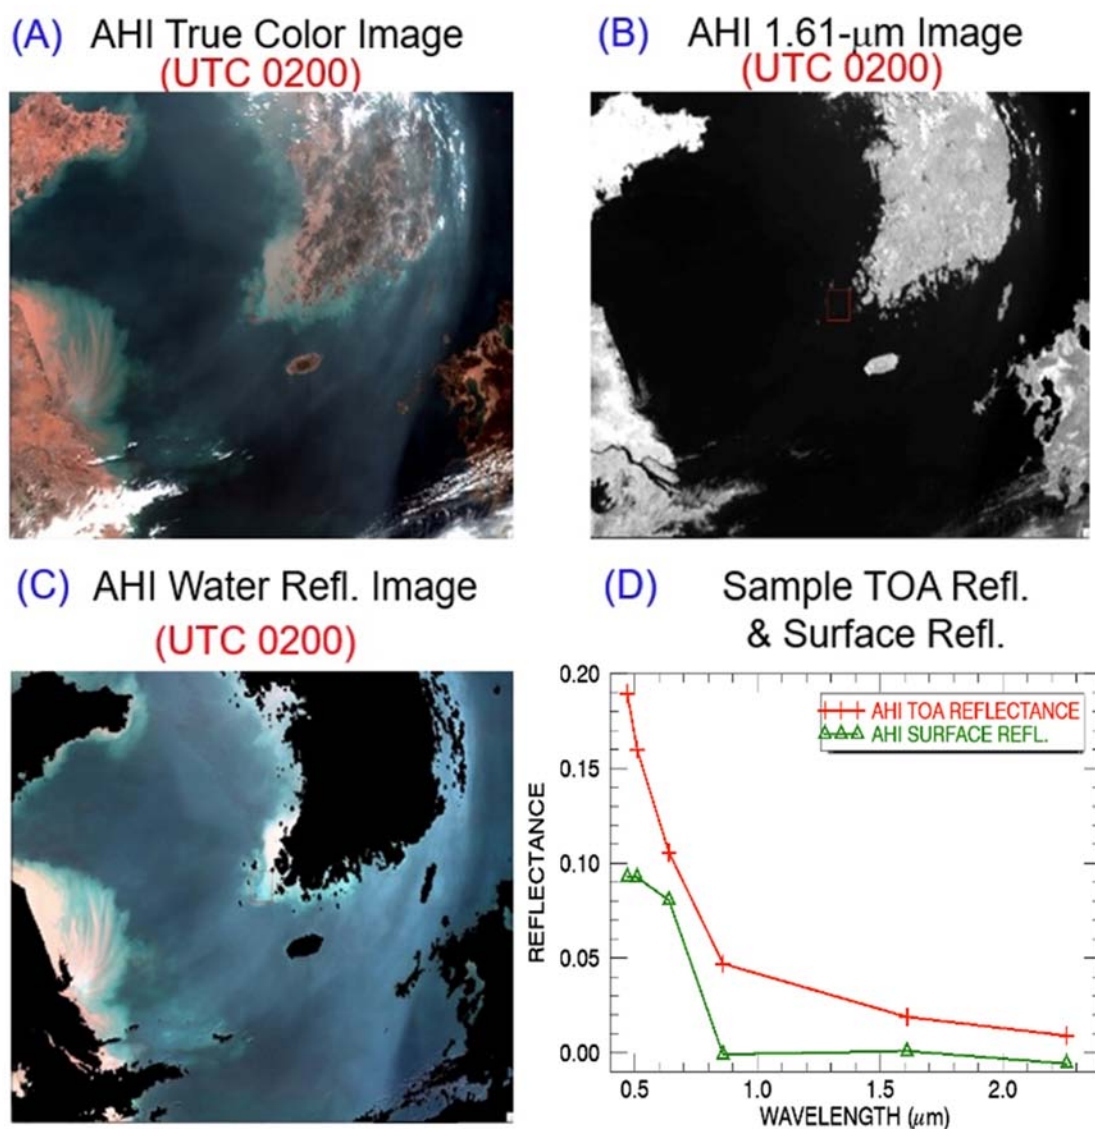 (A) AHI True Color Image
(UTC 0200)
(B) AHI 1.61-μm Image
(UTC 0200)
(C) AHI Water Refl. Image
(UTC 0200)
(D) Sample TOA Refl.
& Surface Refl.
0.20
0.15
0.10
0.05
0.00
REFLECTANCE
AHI TOA REFLECTANCE
AHI SURFACE REFL.
0.5
1.0
1.5
2.0
WAVELENGTH (μm)